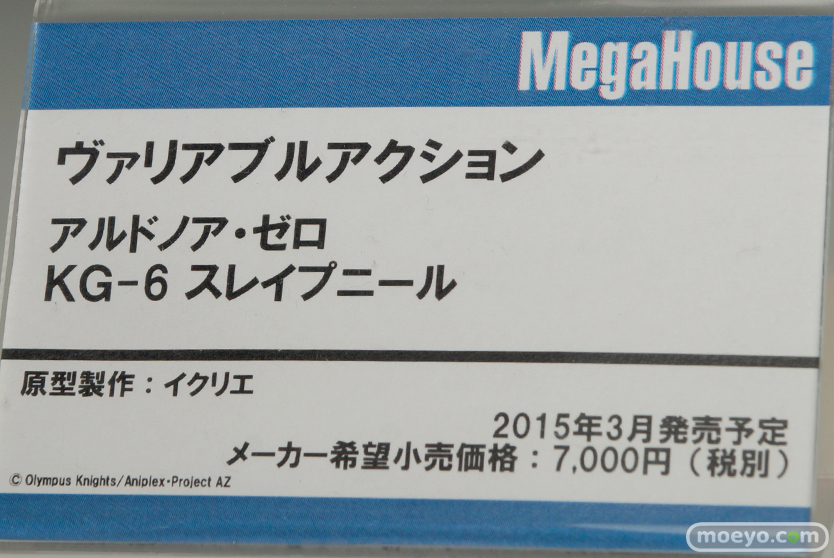 MegaHouse
ヴァリアブルアクション
アルドノア・ゼロ
KG-6 スレイプニール
原型製作：イクリエ
2015年3月発売予定
メーカー希望小売価格：7,000円（税別）
© Olympus Knights/Aniplex・Project AZ
moeyo.com